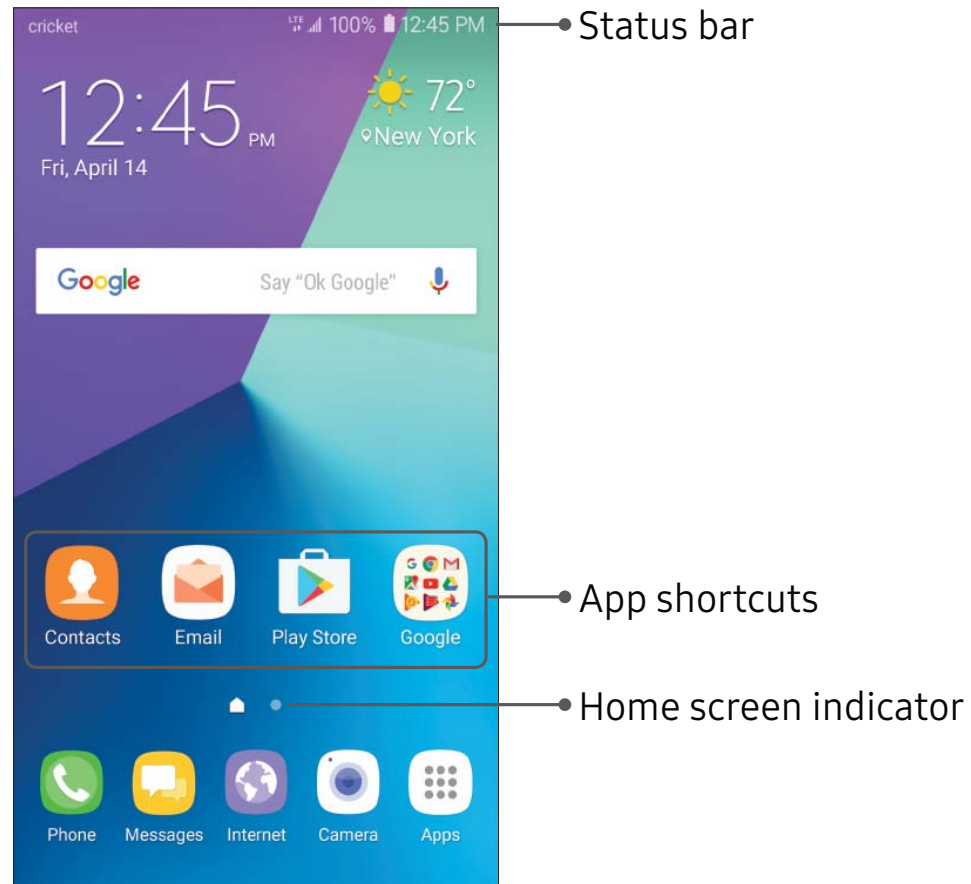 cricket LTE 100% 12:45 PM
Status bar
12:45 PM
72°
New York
Fri, April 14
Google Say “Ok Google”
App shortcuts
Contacts Email Play Store Google
Home screen indicator
Phone Messages Internet Camera Apps